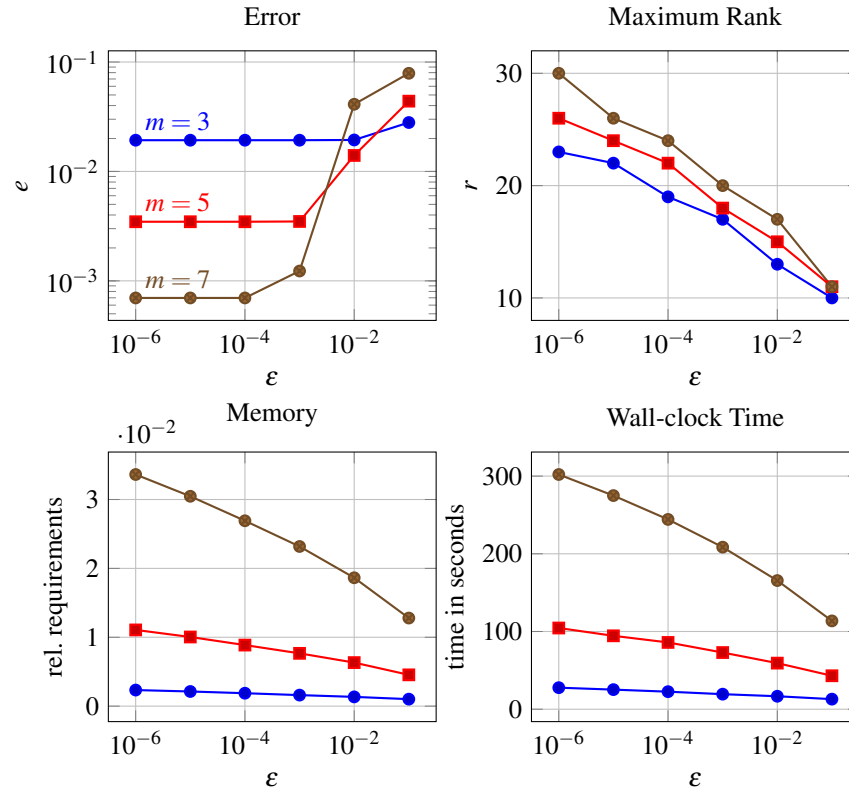 Error
10⁻¹
10⁻²
10⁻³
e
m = 3
m = 5
m = 7
10⁻⁶ 10⁻⁴ 10⁻²
ε
Maximum Rank
30
20
10
r
10⁻⁶ 10⁻⁴ 10⁻²
ε
Memory
·10⁻²
3
2
1
0
rel. requirements
10⁻⁶ 10⁻⁴ 10⁻²
ε
Wall-clock Time
300
200
100
0
time in seconds
10⁻⁶ 10⁻⁴ 10⁻²
ε